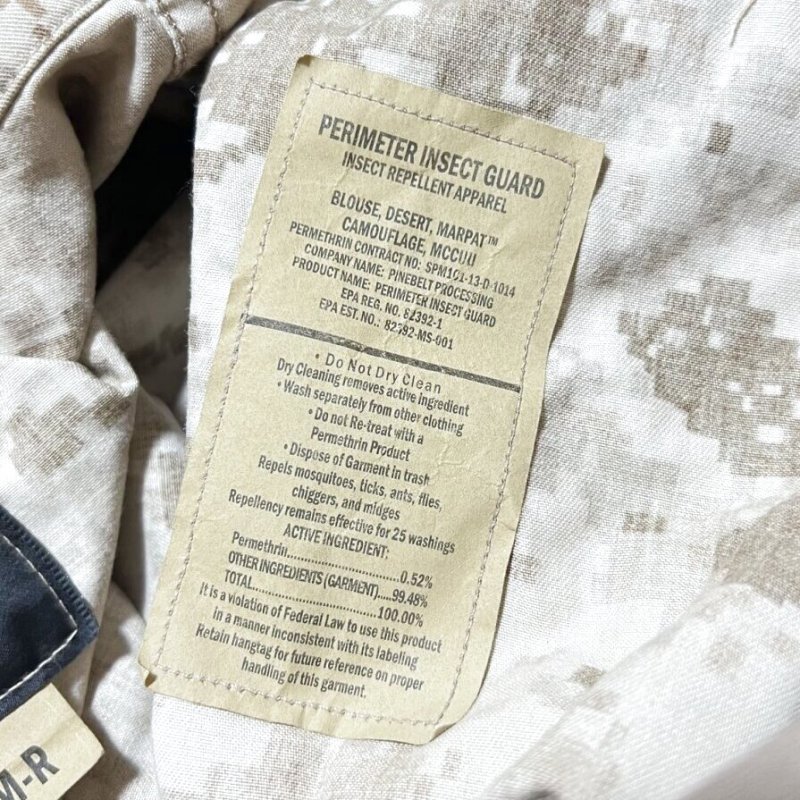 PERIMETER INSECT GUARD
INSECT REPELLENT APPAREL
BLOUSE, DESERT, MARPAT™
CAMOUFLAGE, MCCUU
PERMETHRIN CONTRACT NO: SPM1C1-13-D-1014
COMPANY NAME: PINEBELT PROCESSING
PRODUCT NAME: PERIMETER INSECT GUARD
EPA REG. NO. 82392-1
EPA EST. NO.: 82392-MS-001
• Do Not Dry Clean
Dry Cleaning removes active ingredient
• Wash separately from other clothing
• Do not Re-treat with a
Permethrin Product
• Dispose of Garment in trash
Repels mosquitoes, ticks, ants, flies,
chiggers, and midges
Repellency remains effective for 25 washings
ACTIVE INGREDIENT:
Permethrin..........................0.52%
OTHER INGREDIENTS (GARMENT)....99.48%
TOTAL..........................100.00%
It is a violation of Federal Law to use this product
in a manner inconsistent with its labeling
Retain hangtag for future reference on proper
handling of this garment.
M-R